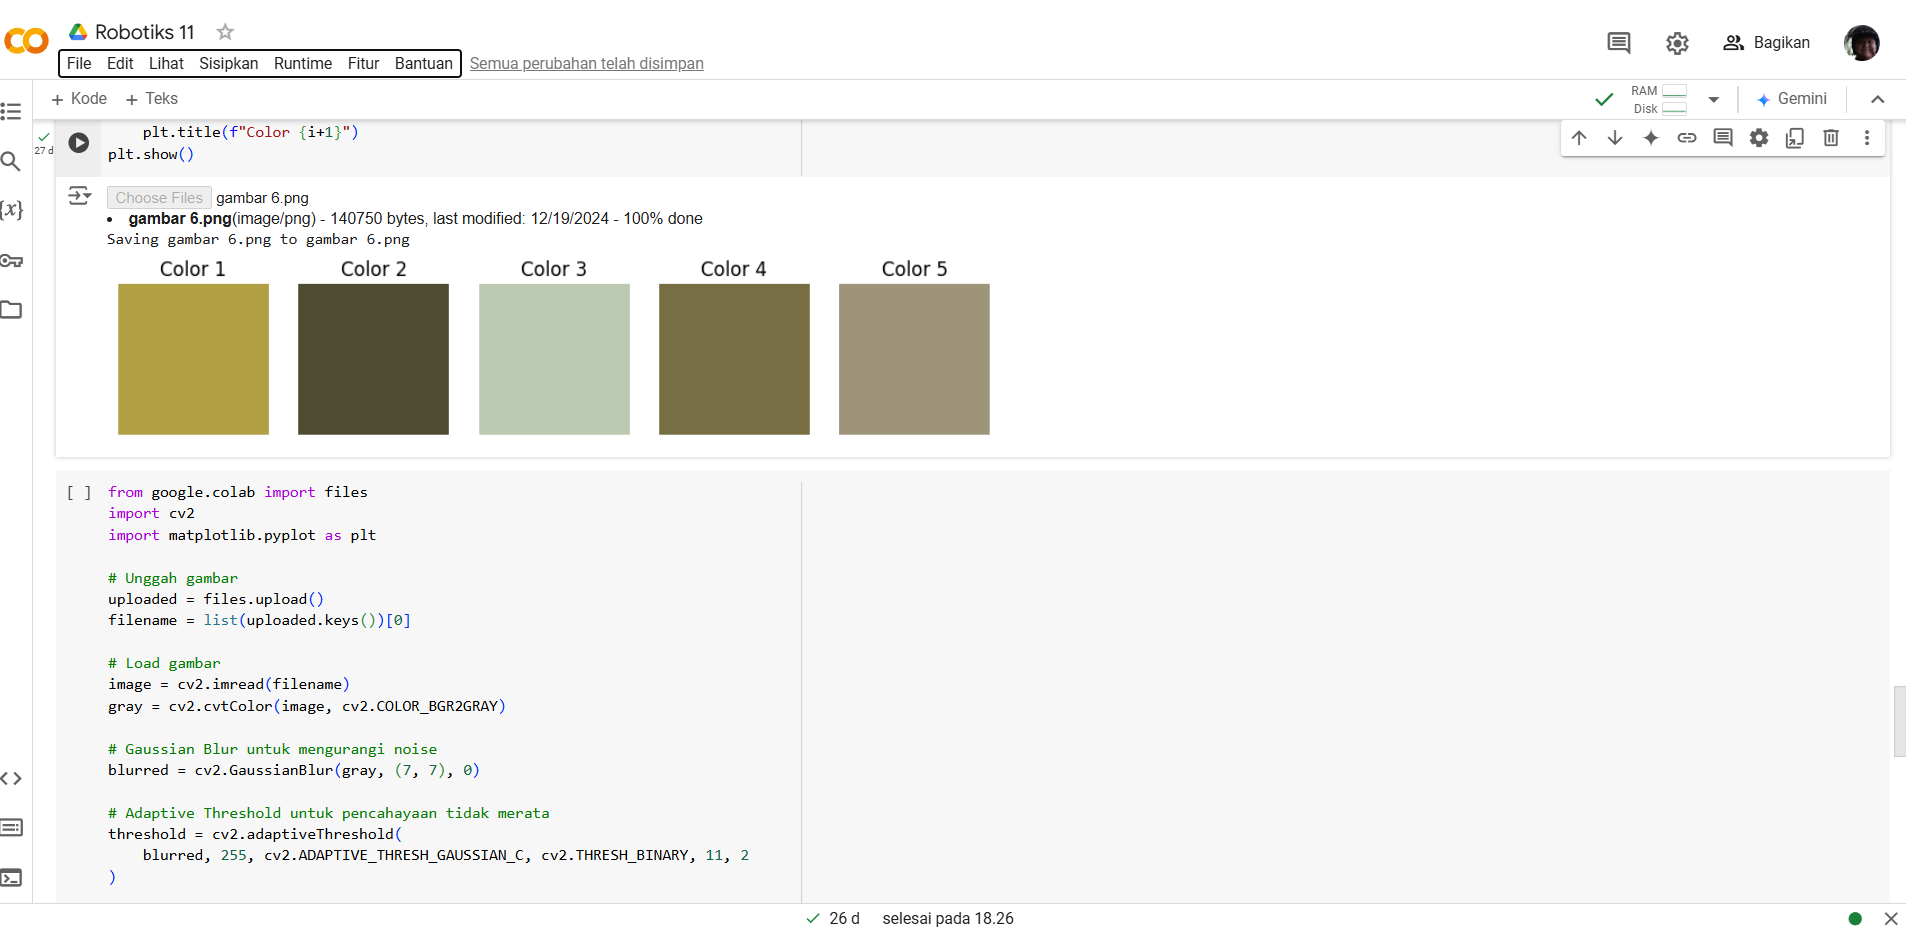 CO
Robotiks 11
File Edit Lihat Sisipkan Runtime Fitur Bantuan Semua perubahan telah disimpan
Bagikan
+ Kode + Teks
RAM
Disk
Gemini
27 d
plt.title(f"Color {i+1}")
plt.show()
Choose Files gambar 6.png
• gambar 6.png(image/png) - 140750 bytes, last modified: 12/19/2024 - 100% done
Saving gambar 6.png to gambar 6.png
Color 1 Color 2 Color 3 Color 4 Color 5
{x}
[ ] from google.colab import files
import cv2
import matplotlib.pyplot as plt
# Unggah gambar
uploaded = files.upload()
filename = list(uploaded.keys())[0]
# Load gambar
image = cv2.imread(filename)
gray = cv2.cvtColor(image, cv2.COLOR_BGR2GRAY)
# Gaussian Blur untuk mengurangi noise
blurred = cv2.GaussianBlur(gray, (7, 7), 0)
# Adaptive Threshold untuk pencahayaan tidak merata
threshold = cv2.adaptiveThreshold(
blurred, 255, cv2.ADAPTIVE_THRESH_GAUSSIAN_C, cv2.THRESH_BINARY, 11, 2
)
26 d selesai pada 18.26